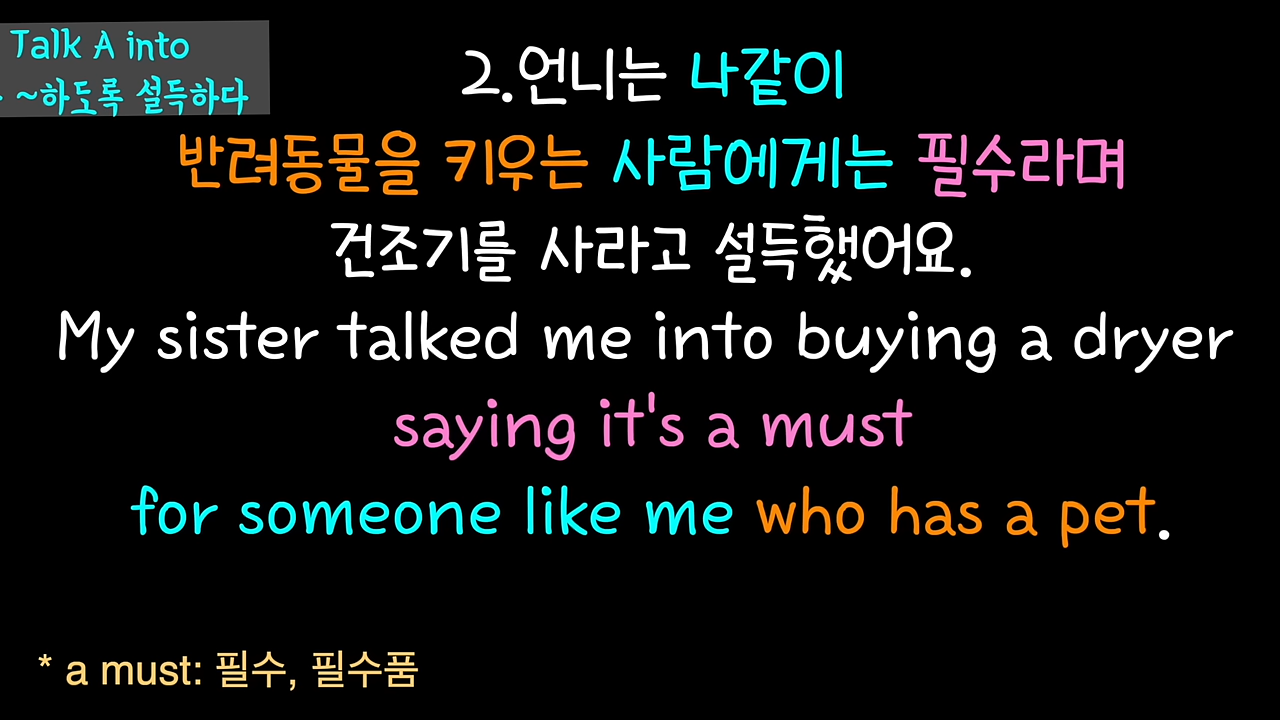 Talk A into
~하도록 설득하다
2.언니는 나같이
반려동물을 키우는 사람에게는 필수라며
건조기를 사라고 설득했어요.
My sister talked me into buying a dryer
saying it's a must
for someone like me who has a pet.
* a must: 필수, 필수품